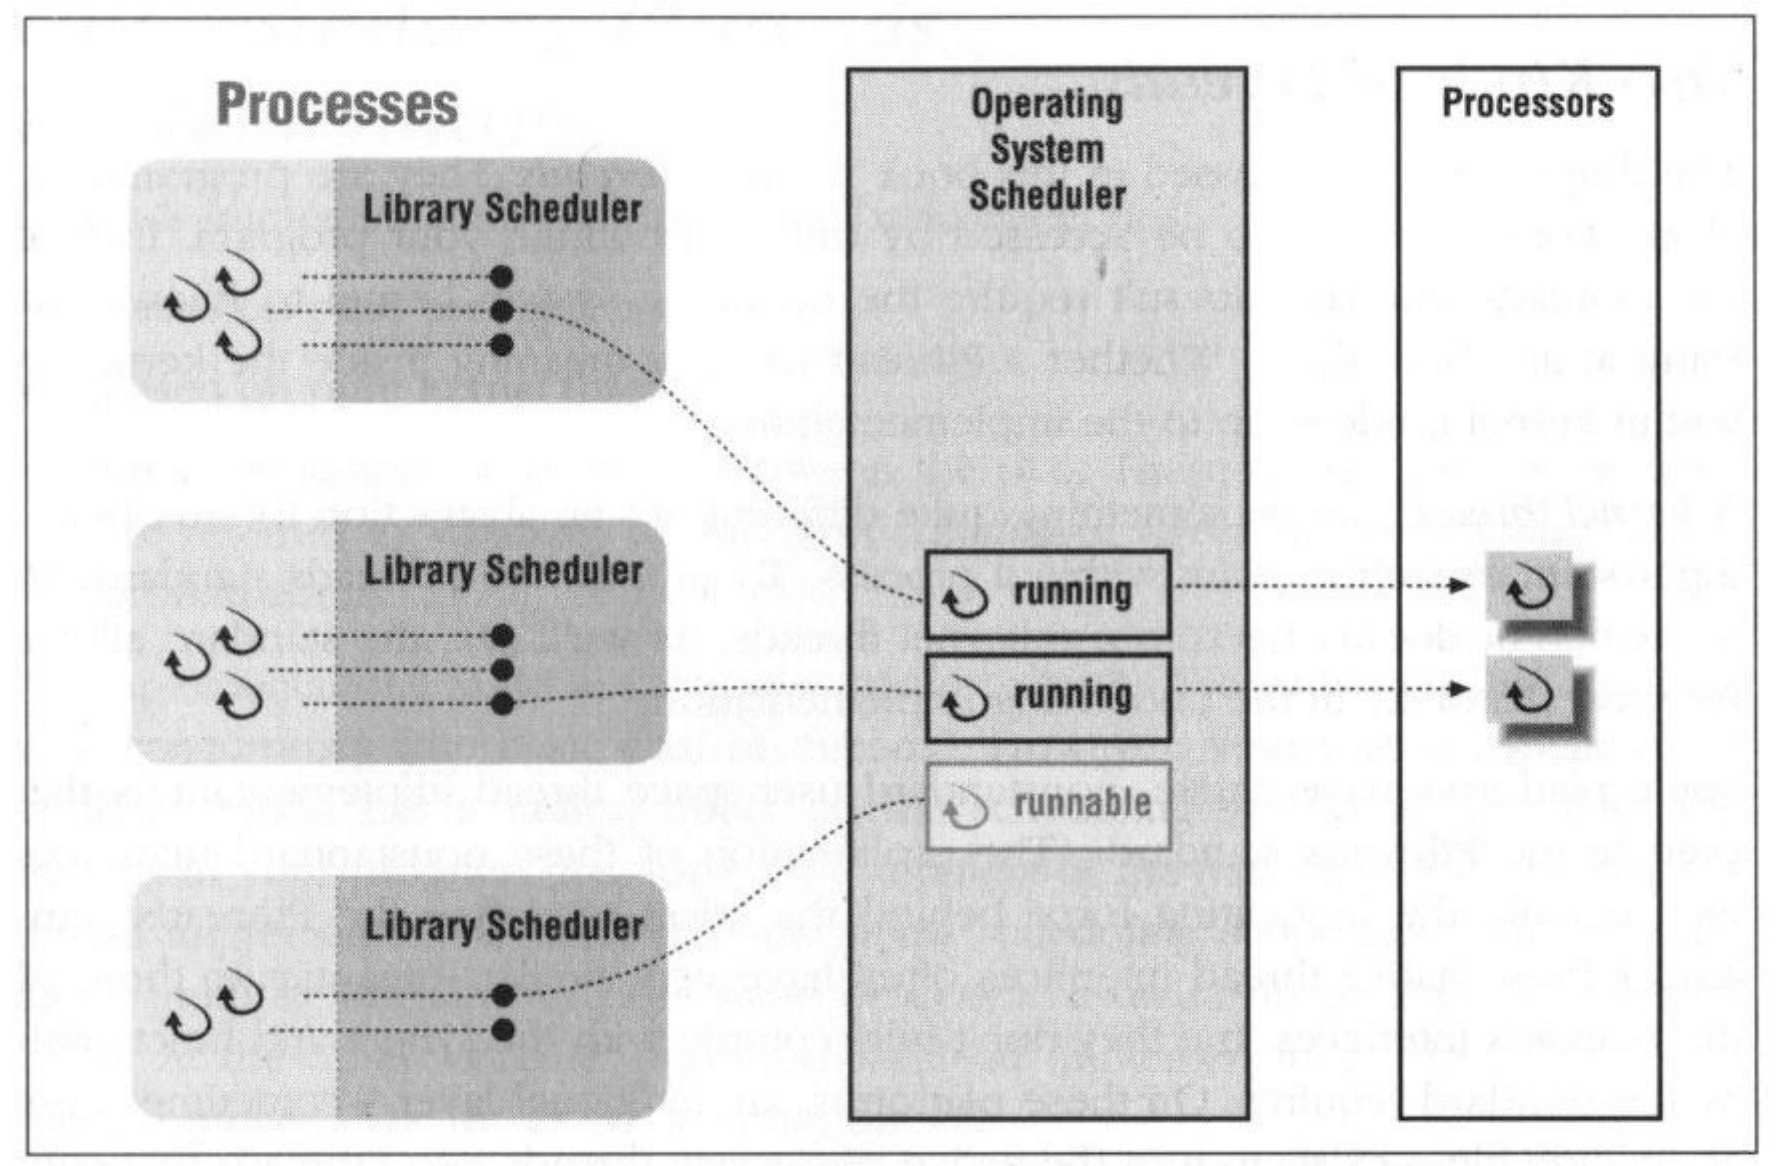 Processes
Library Scheduler
Library Scheduler
Library Scheduler
Operating
System
Scheduler
running
running
runnable
Processors